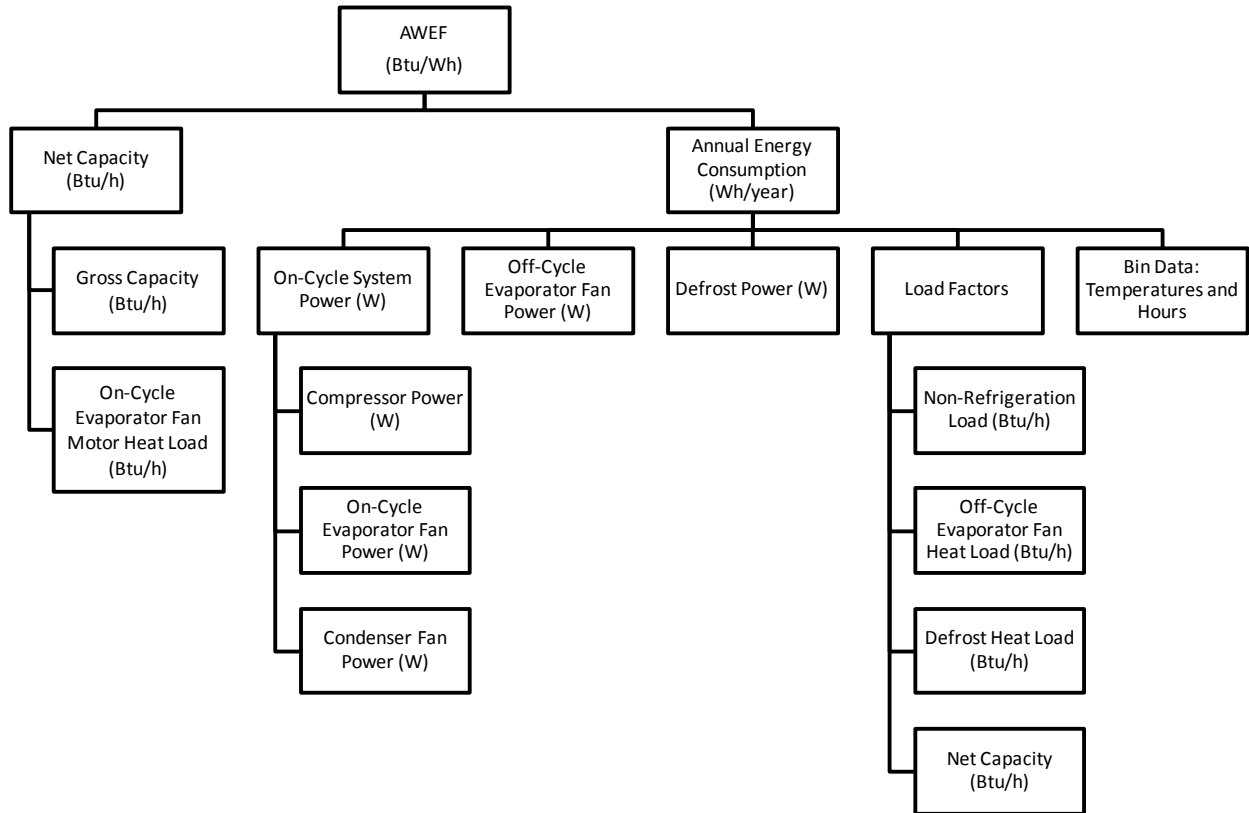 AWEF
(Btu/Wh)
Net Capacity
(Btu/h)
Annual Energy
Consumption
(Wh/year)
Gross Capacity
(Btu/h)
On-Cycle
Evaporator Fan
Motor Heat Load
(Btu/h)
On-Cycle System
Power (W)
Off-Cycle
Evaporator Fan
Power (W)
Defrost Power (W)
Load Factors
Bin Data:
Temperatures and
Hours
Compressor Power
(W)
On-Cycle
Evaporator Fan
Power (W)
Condenser Fan
Power (W)
Non-Refrigeration
Load (Btu/h)
Off-Cycle
Evaporator Fan
Heat Load (Btu/h)
Defrost Heat Load
(Btu/h)
Net Capacity
(Btu/h)